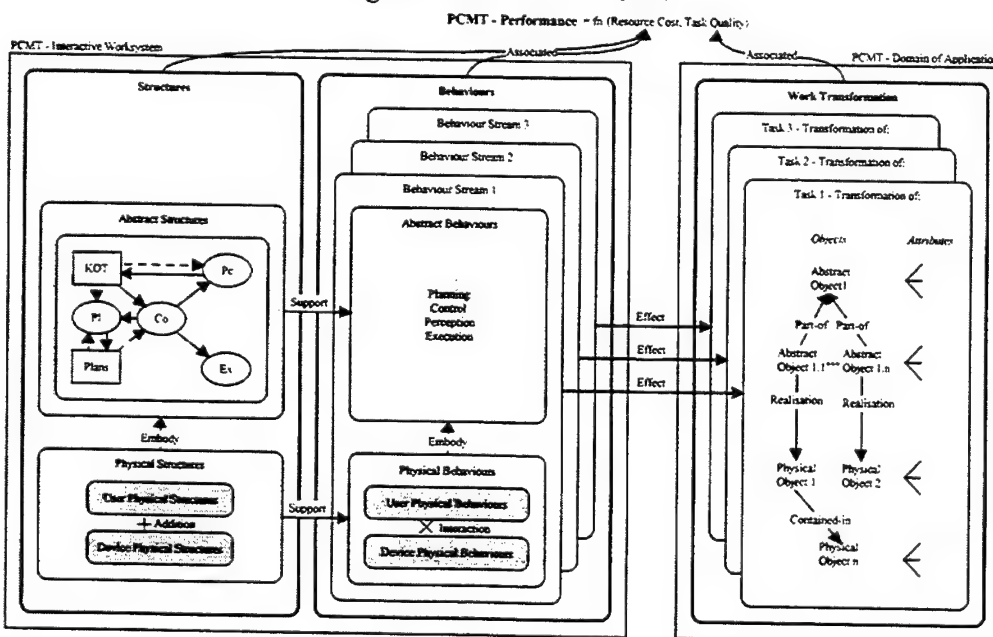 PCMT - Performance = fn (Resource Cost, Task Quality)
PCMT - Interactive Worksystem
Associated
Associated
PCMT - Domain of Application
Structures
Behaviours
Work Transformation
Behaviour Stream 3
Task 3 - Transformation of:
Behaviour Stream 2
Task 2 - Transformation of:
Behaviour Stream 1
Task 1 - Transformation of:
Abstract Structures
Abstract Behaviours
Objects
Attributes
KOT
Pc
Abstract
Object 1
Pl
Co
Support
Planning
Control
Perception
Execution
Effect
Part-of
Part-of
Plans
Ex
Effect
Abstract
Object 1.1
Abstract
Object 1.n
Effect
Realisation
Realisation
Embody
Embody
Physical Structures
Physical Behaviours
Physical
Object 1
Physical
Object 2
User Physical Structures
Support
User Physical Behaviours
+ Addition
× Interaction
Contained-in
Device Physical Structures
Device Physical Behaviours
Physical
Object n